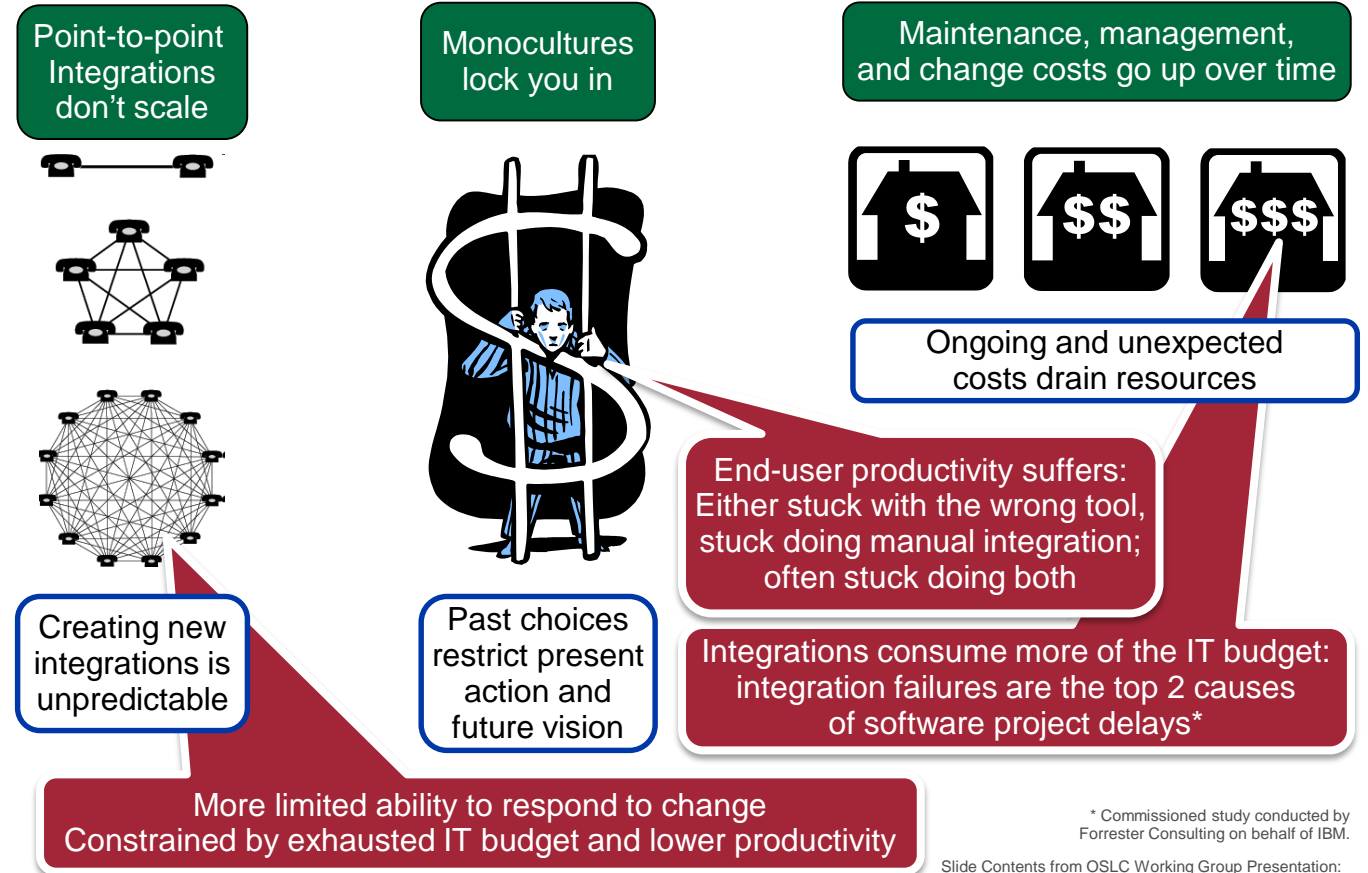 Point-to-point
Integrations
don’t scale
Monocultures
lock you in
Maintenance, management,
and change costs go up over time
$
$$
$$$
Ongoing and unexpected
costs drain resources
End-user productivity suffers:
Either stuck with the wrong tool,
stuck doing manual integration;
often stuck doing both
Creating new
integrations is
unpredictable
Past choices
restrict present
action and
future vision
Integrations consume more of the IT budget:
integration failures are the top 2 causes
of software project delays*
More limited ability to respond to change
Constrained by exhausted IT budget and lower productivity
* Commissioned study conducted by
Forrester Consulting on behalf of IBM.
Slide Contents from OSLC Working Group Presentation: